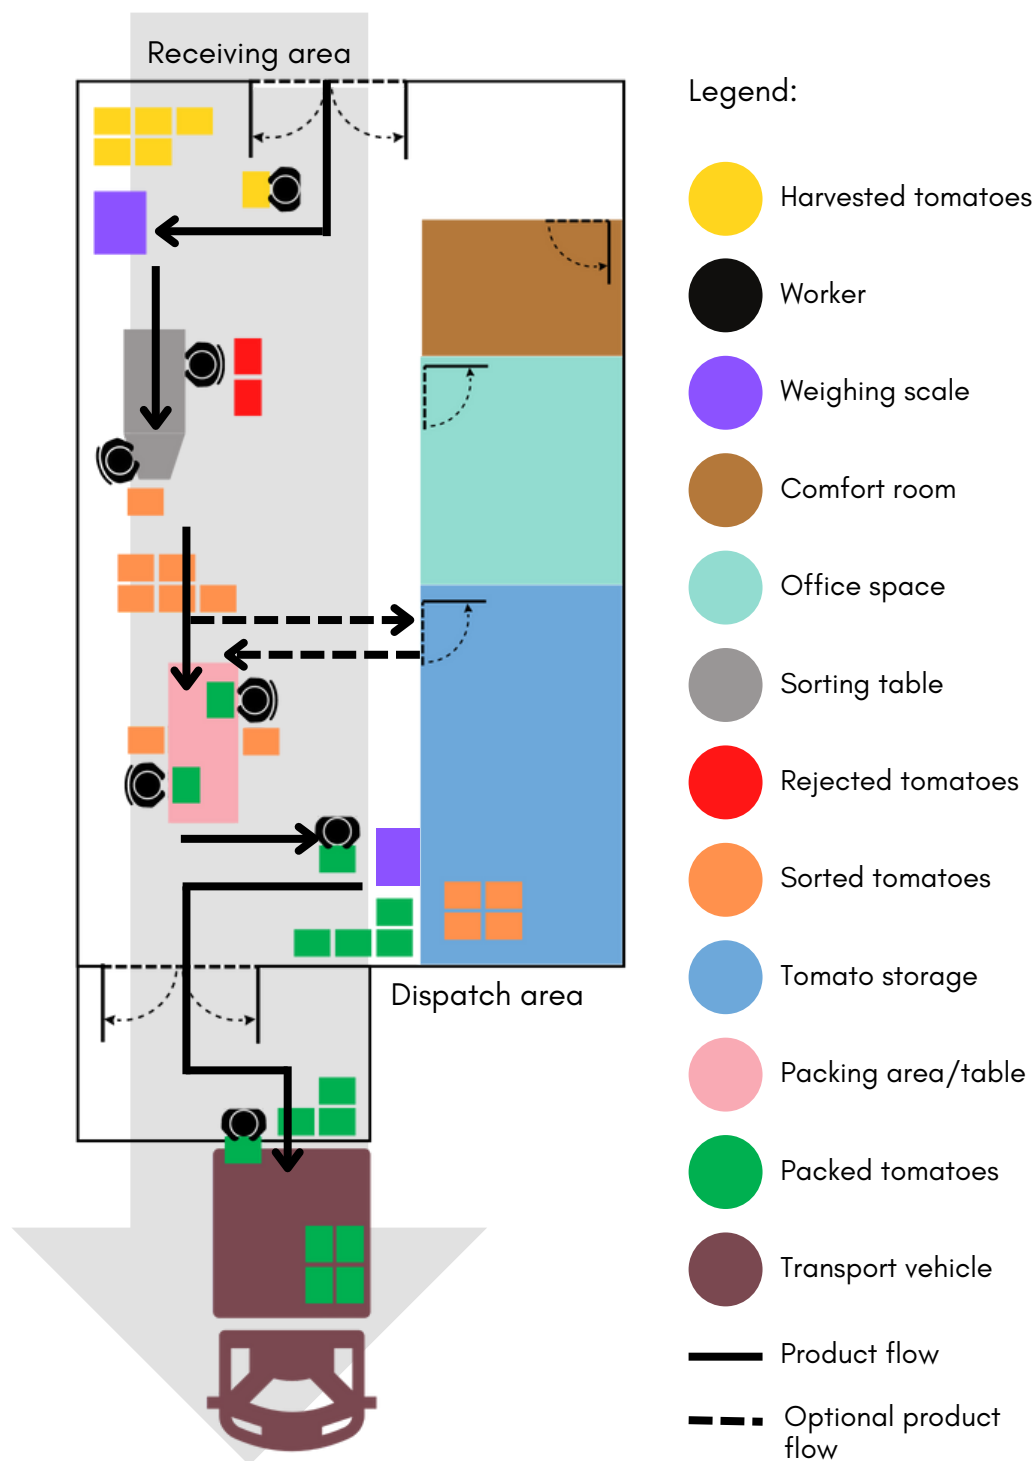 Receiving area
Legend:
Harvested tomatoes
Worker
Weighing scale
Comfort room
Office space
Sorting table
Rejected tomatoes
Sorted tomatoes
Tomato storage
Dispatch area
Packing area/table
Packed tomatoes
Transport vehicle
Product flow
Optional product
flow